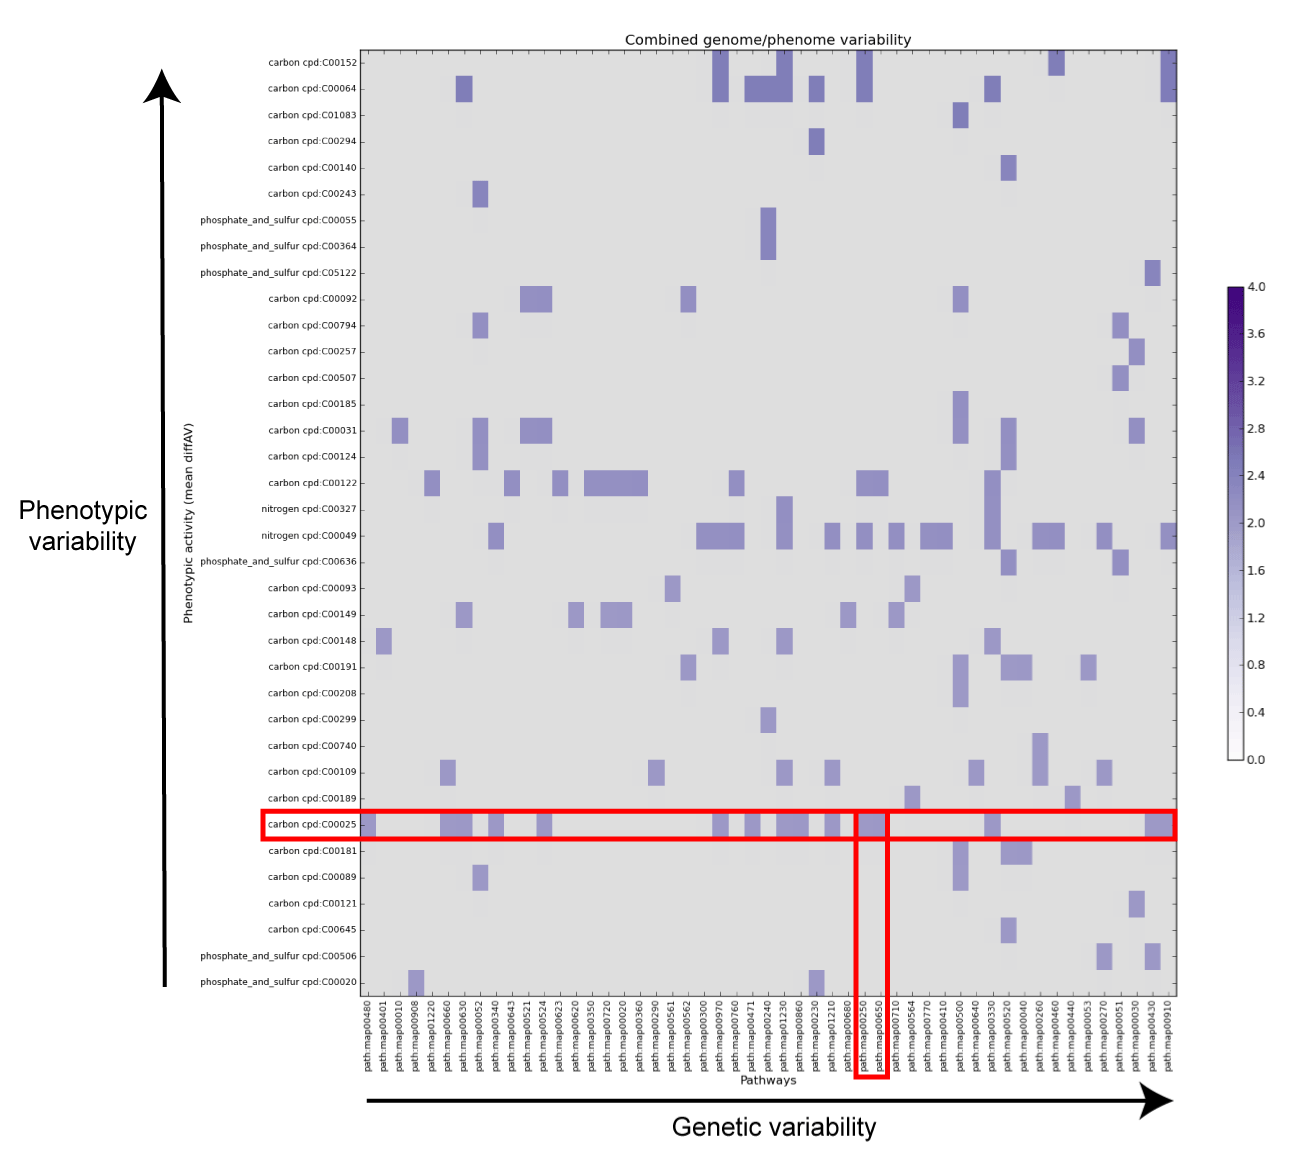 Combined genome/phenome variability
carbon cpd:C00152
carbon cpd:C00064
carbon cpd:C01083
carbon cpd:C00294
carbon cpd:C00140
carbon cpd:C00243
phosphate_and_sulfur cpd:C00055
phosphate_and_sulfur cpd:C00364
phosphate_and_sulfur cpd:C05122
carbon cpd:C00092
carbon cpd:C00794
carbon cpd:C00257
carbon cpd:C00507
carbon cpd:C00185
carbon cpd:C00031
carbon cpd:C00124
carbon cpd:C00122
nitrogen cpd:C00327
nitrogen cpd:C00049
phosphate_and_sulfur cpd:C00636
carbon cpd:C00093
carbon cpd:C00149
carbon cpd:C00148
carbon cpd:C00191
carbon cpd:C00208
carbon cpd:C00299
carbon cpd:C00740
carbon cpd:C00109
carbon cpd:C00189
carbon cpd:C00025
carbon cpd:C00181
carbon cpd:C00089
carbon cpd:C00121
carbon cpd:C00645
phosphate_and_sulfur cpd:C00506
phosphate_and_sulfur cpd:C00020
Phenotypic
variability
Phenotypic activity (mean diffAV)
4.0
3.6
3.2
2.8
2.4
2.0
1.6
1.2
0.8
0.4
0.0
path:map00480
path:map00401
path:map00010
path:map00908
path:map01220
path:map00660
path:map00630
path:map00052
path:map00340
path:map00643
path:map00521
path:map00524
path:map00623
path:map00620
path:map00350
path:map00720
path:map00020
path:map00360
path:map00290
path:map00561
path:map00562
path:map00300
path:map00970
path:map00760
path:map00471
path:map00240
path:map01230
path:map00860
path:map00230
path:map01210
path:map00680
path:map00250
path:map00650
path:map00710
path:map00564
path:map00770
path:map00410
path:map00500
path:map00640
path:map00330
path:map00520
path:map00040
path:map00260
path:map00460
path:map00440
path:map00053
path:map00270
path:map00051
path:map00030
path:map00430
path:map00910
Pathways
Genetic variability